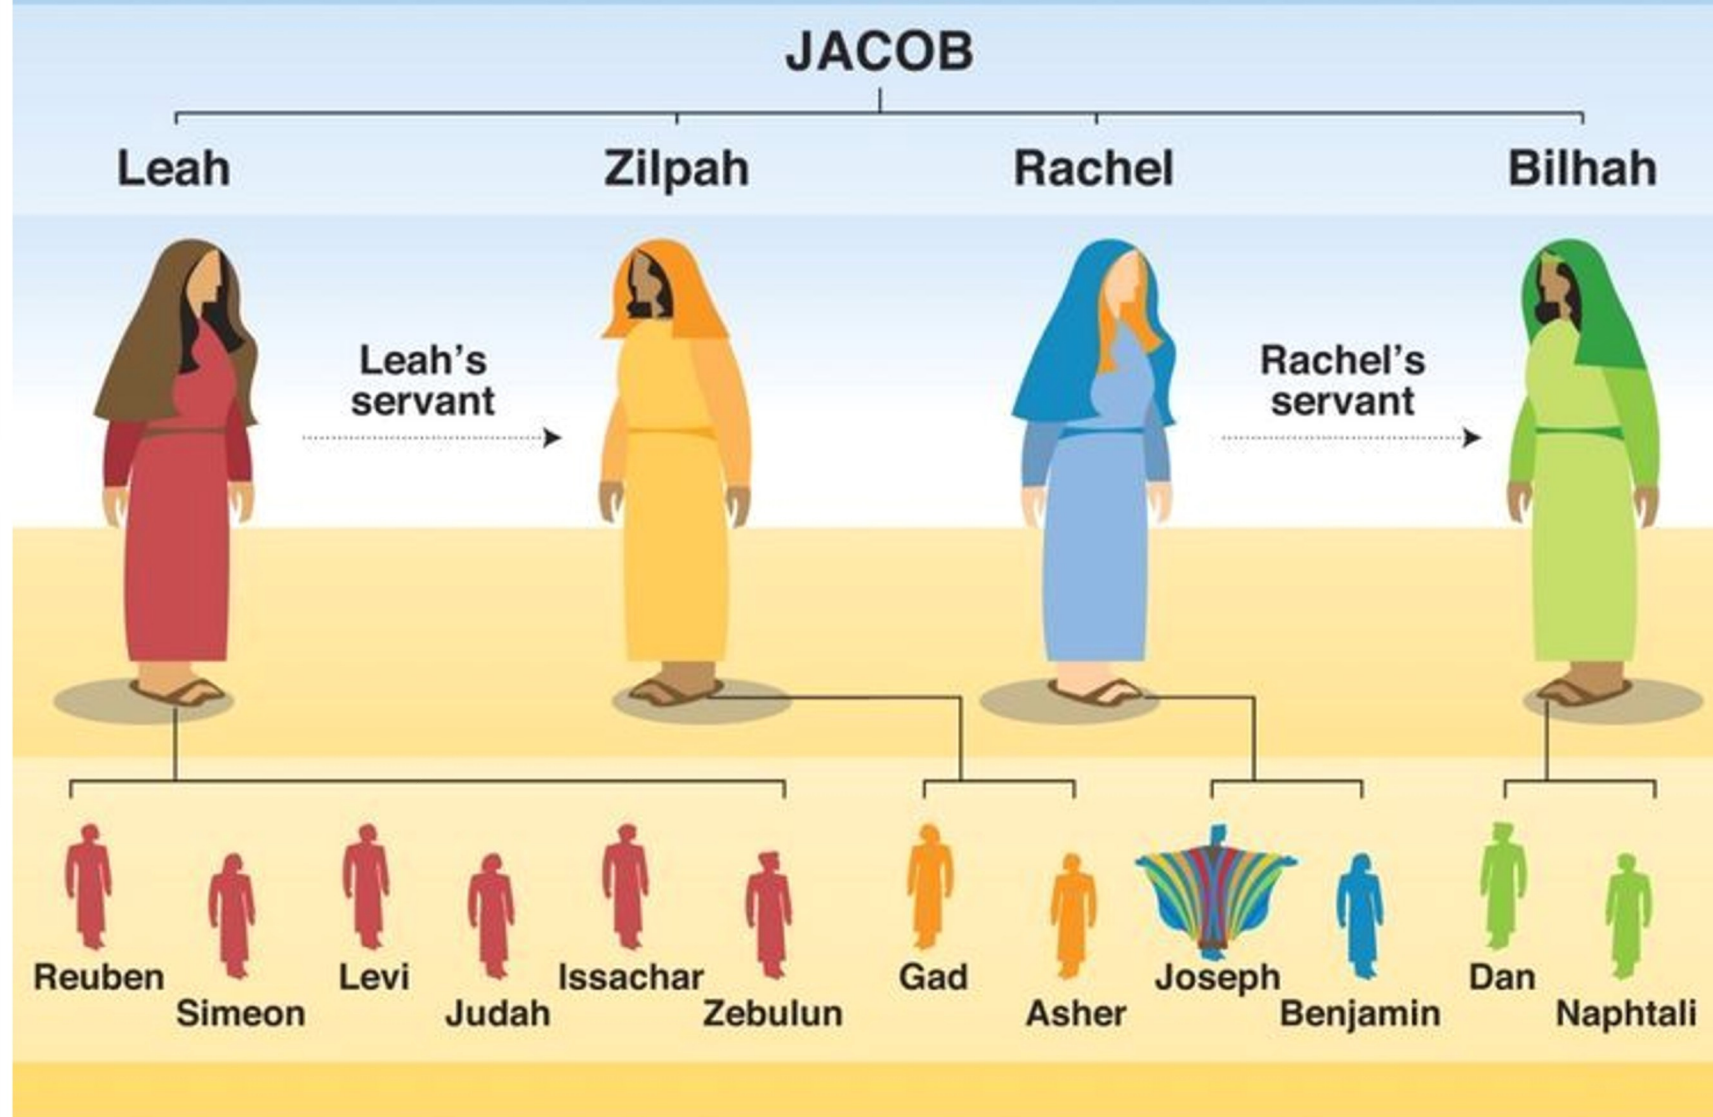 JACOB
Leah
Zilpah
Rachel
Bilhah
Leah's
servant
Rachel's
servant
Reuben
Simeon
Levi
Judah
Issachar
Zebulun
Gad
Asher
Joseph
Benjamin
Dan
Naphtali